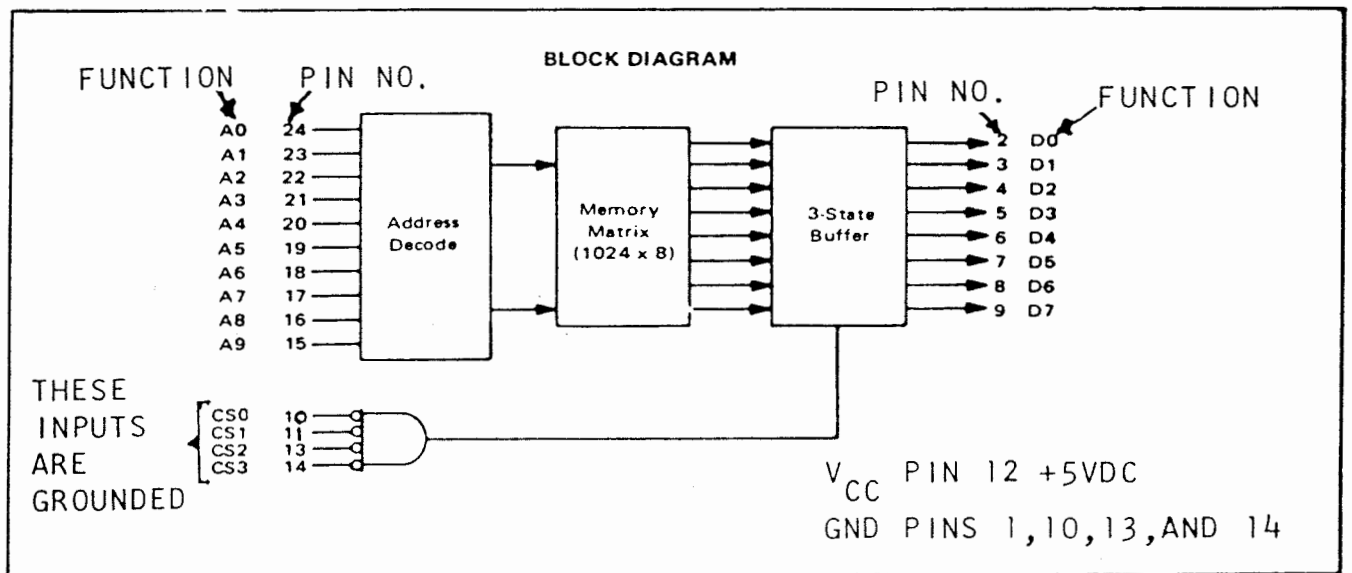 BLOCK DIAGRAM
FUNCTION PIN NO.
PIN NO. FUNCTION
A0 24
A1 23
A2 22
A3 21
A4 20
A5 19
A6 18
A7 17
A8 16
A9 15
Address
Decode
Memory
Matrix
(1024 x 8)
3-State
Buffer
2 D0
3 D1
4 D2
5 D3
6 D4
7 D5
8 D6
9 D7
THESE
INPUTS
ARE
GROUNDED
CS0 10
CS1 11
CS2 13
CS3 14
VCC PIN 12 +5VDC
GND PINS 1,10,13,AND 14